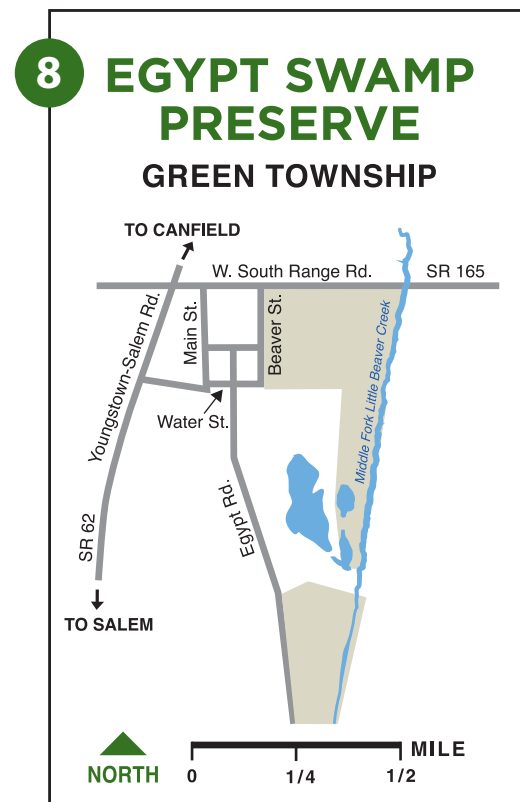 8
EGYPT SWAMP
PRESERVE
GREEN TOWNSHIP
TO CANFIELD
W. South Range Rd.
SR 165
Youngstown-Salem Rd.
Main St.
Beaver St.
Water St.
Middle Fork Little Beaver Creek
Egypt Rd.
SR 62
TO SALEM
NORTH
MILE
0 1/4 1/2